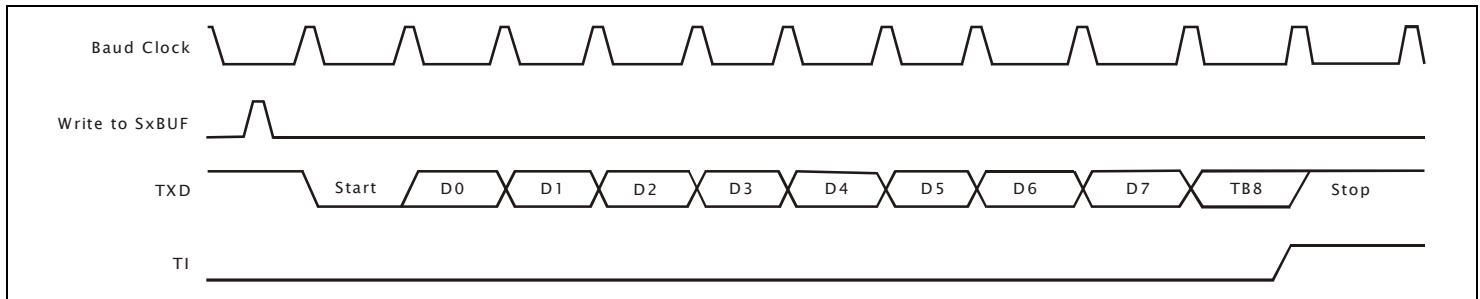 Baud Clock
Write to SxBUF
TXD Start D0 D1 D2 D3 D4 D5 D6 D7 TB8 Stop
TI